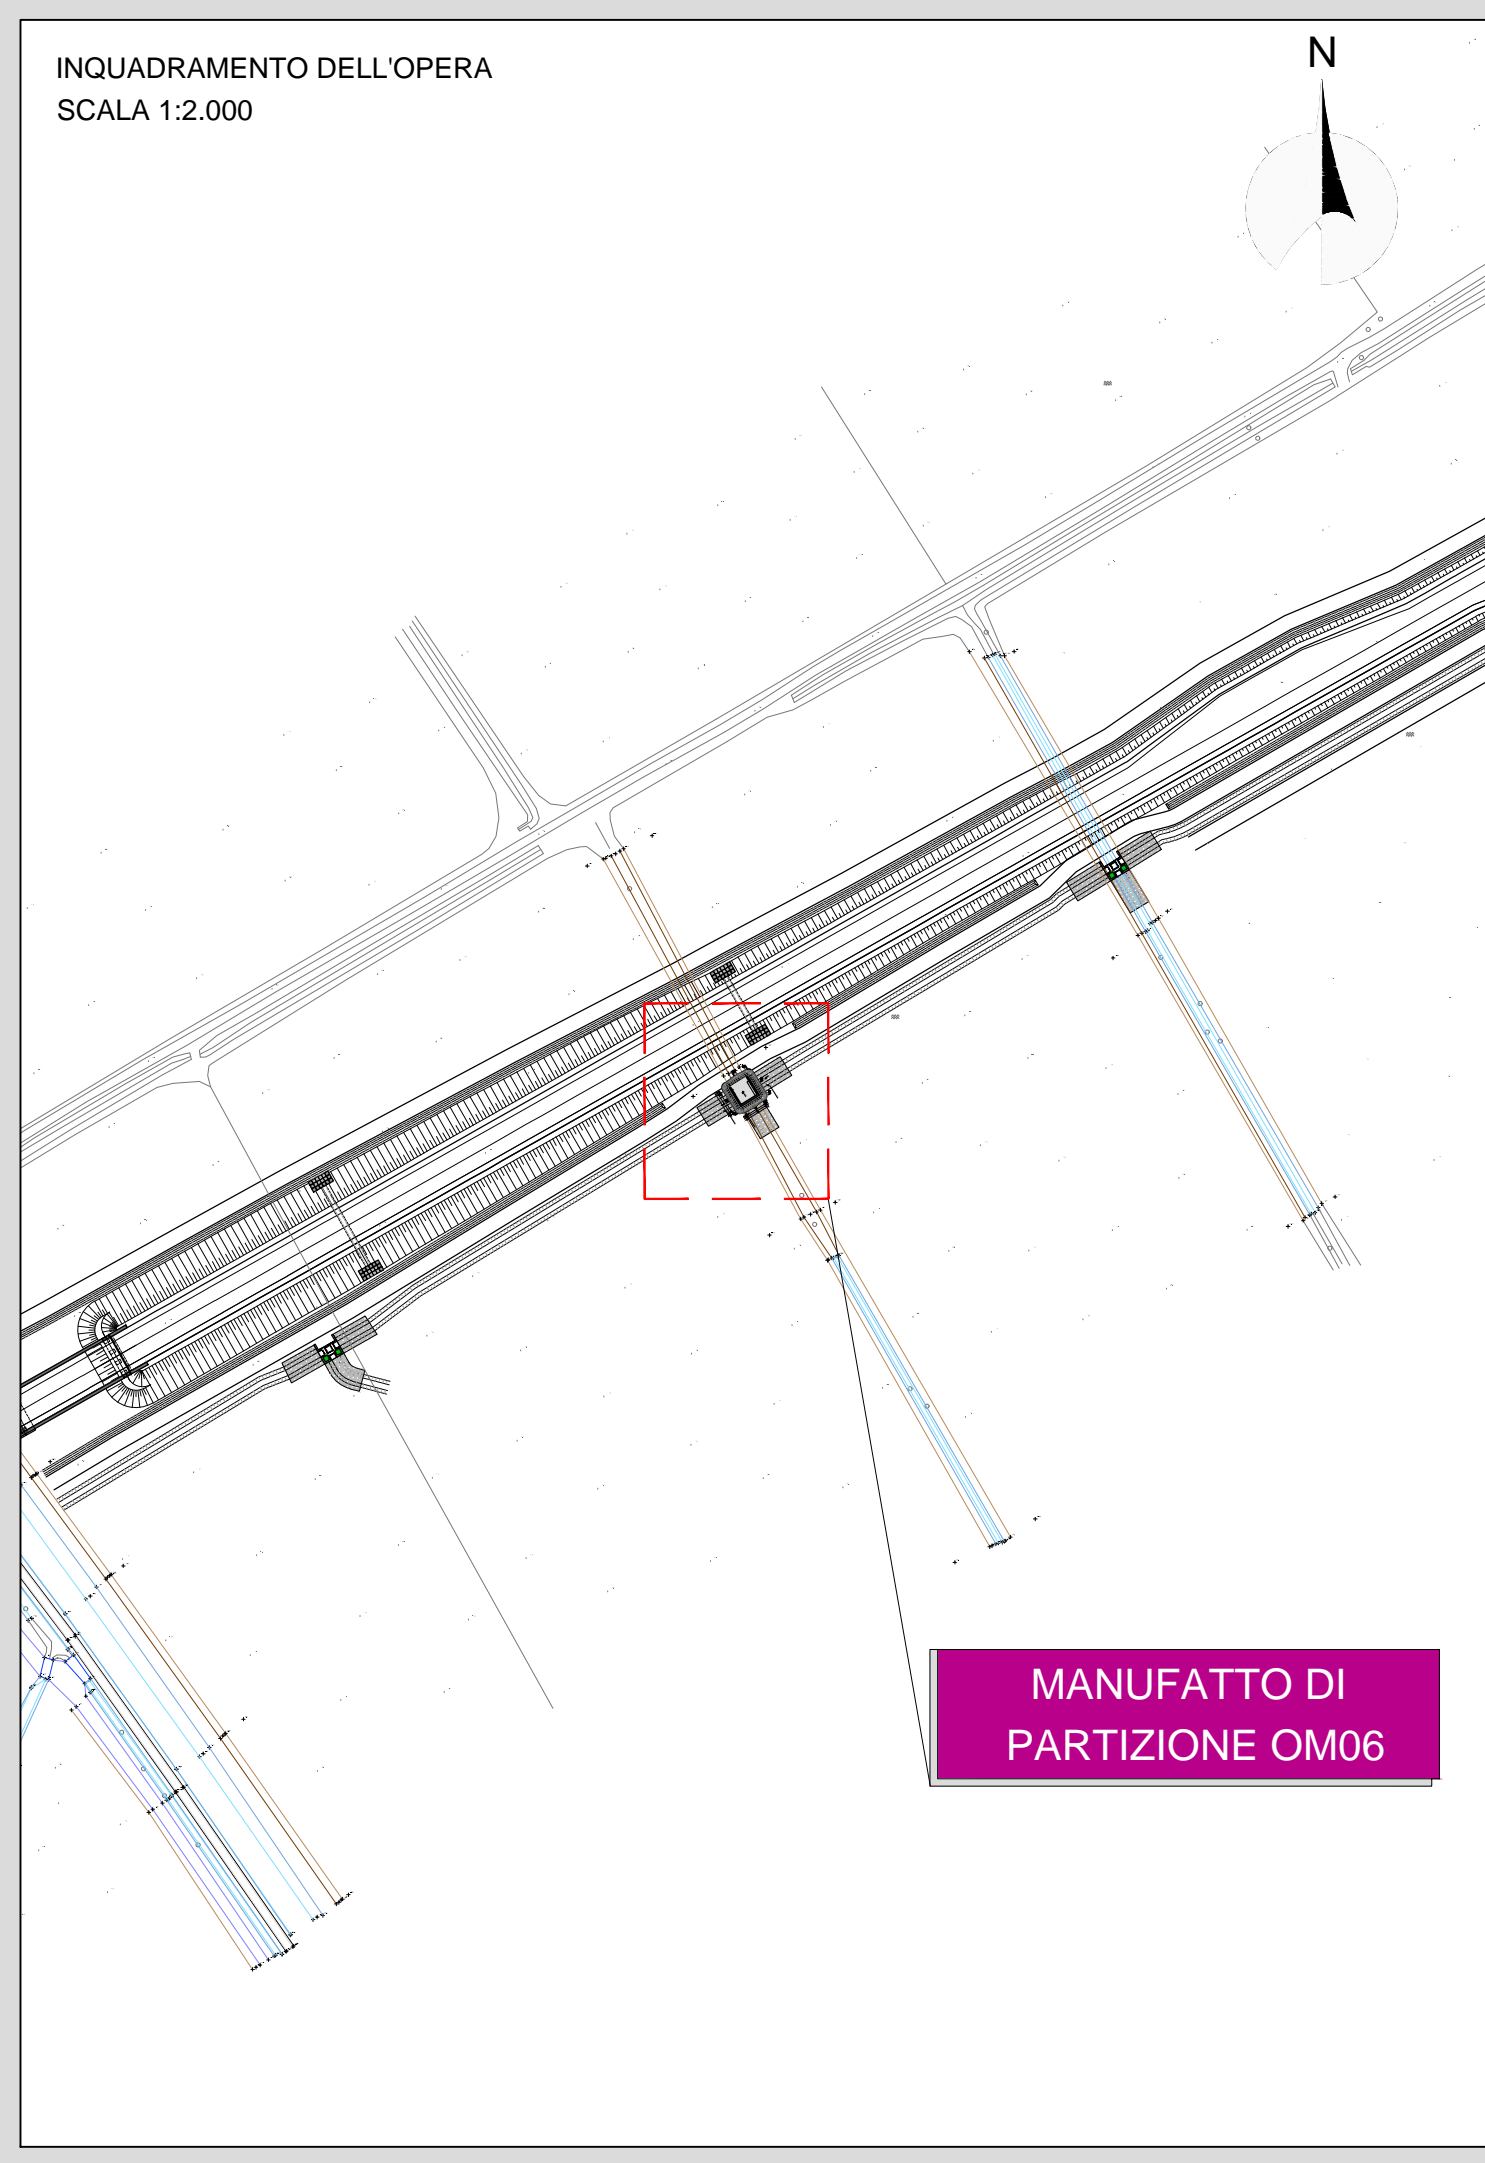 INQUADRAMENTO DELL'OPERA
SCALA 1:2.000
N
MANUFATTO DI
PARTIZIONE OM06